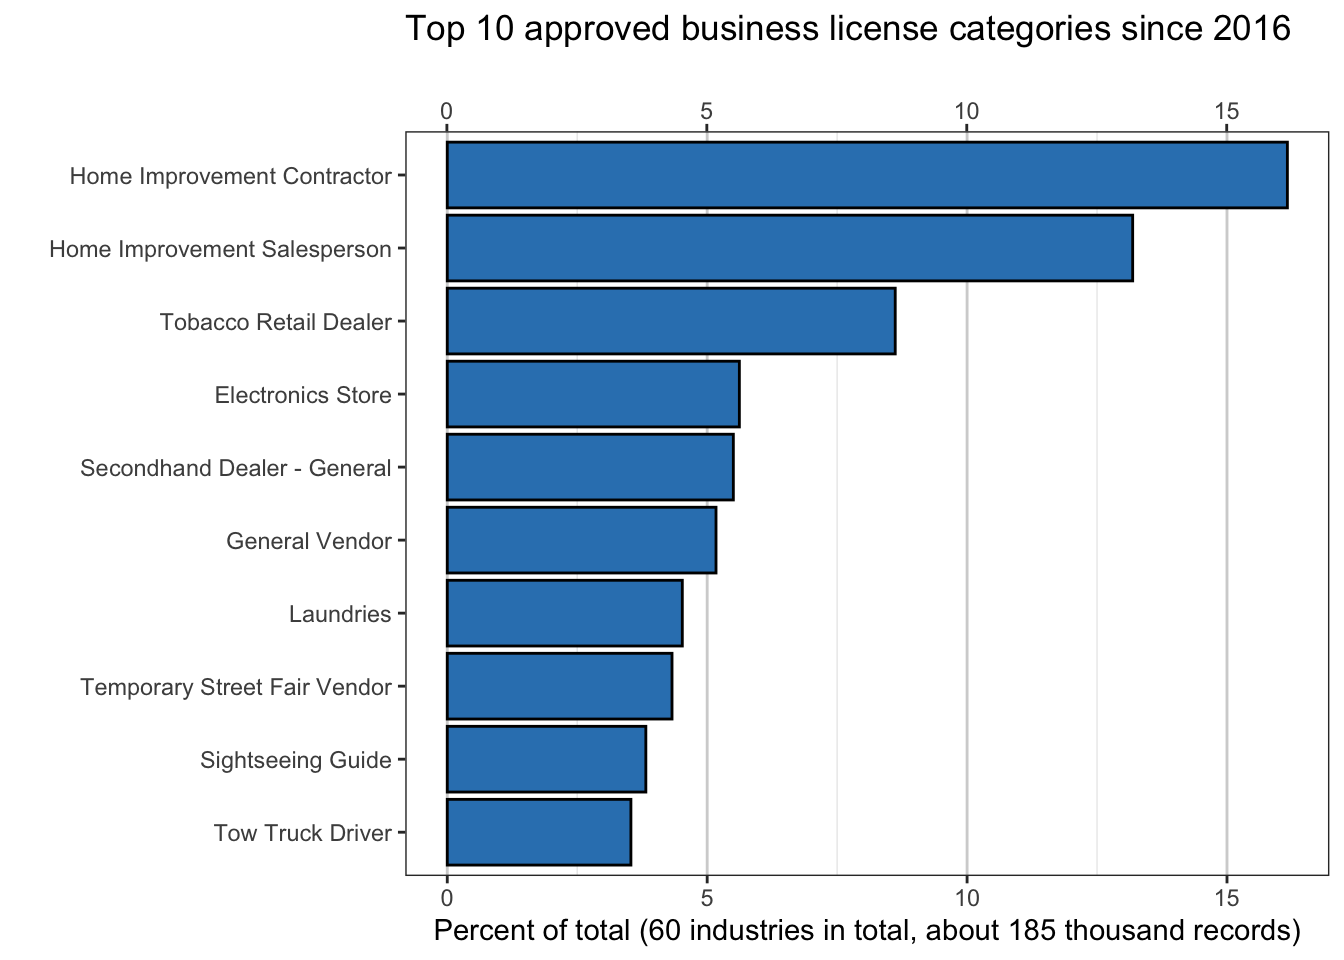 Top 10 approved business license categories since 2016
0 5 10 15
Home Improvement Contractor
Home Improvement Salesperson
Tobacco Retail Dealer
Electronics Store
Secondhand Dealer - General
General Vendor
Laundries
Temporary Street Fair Vendor
Sightseeing Guide
Tow Truck Driver
0 5 10 15
Percent of total (60 industries in total, about 185 thousand records)